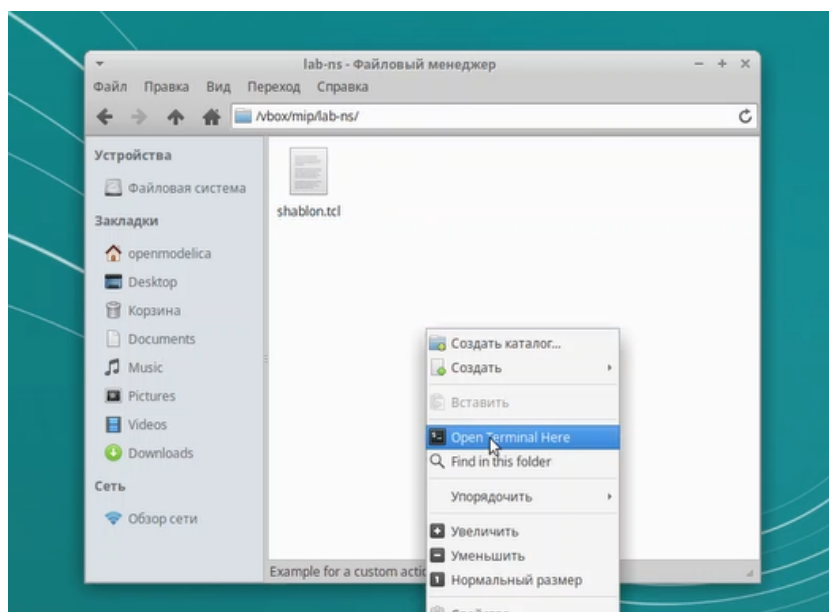 lab-ns - Файловый менеджер
Файл Правка Вид Переход Справка
/vbox/mip/lab-ns/
Устройства
Файловая система
Закладки
openmodelica
Desktop
Корзина
Documents
Music
Pictures
Videos
Downloads
Сеть
Обзор сети
shablon.tcl
Создать каталог...
Создать
Вставить
Open Terminal Here
Find in this folder
Упорядочить
Увеличить
Уменьшить
Нормальный размер
Example for a custom